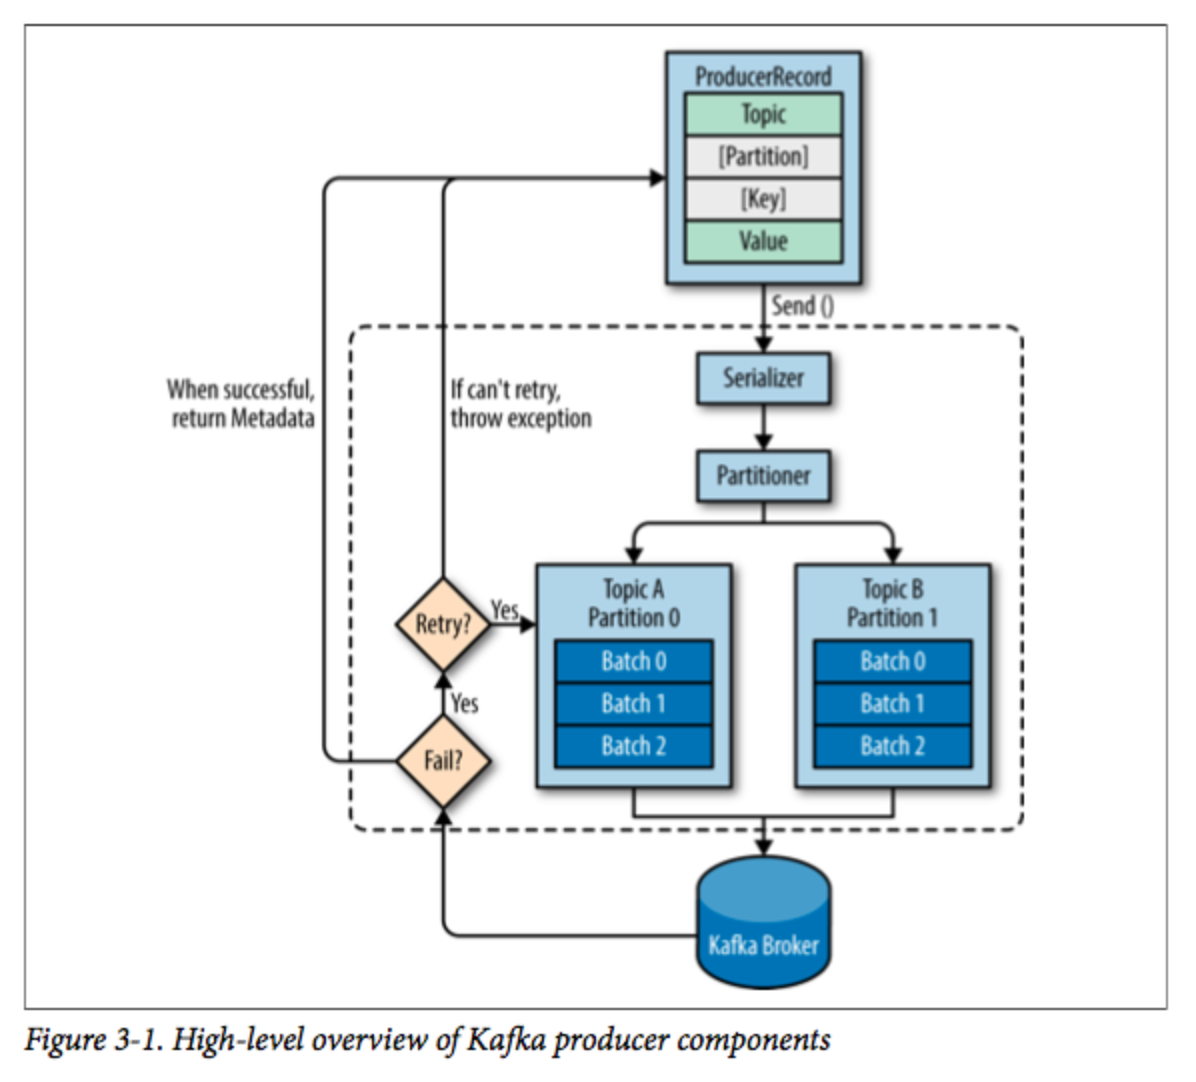 ProducerRecord
Topic
[Partition]
[Key]
Value
Send ()
Serializer
When successful,
return Metadata
If can't retry,
throw exception
Partitioner
Topic A
Partition 0
Batch 0
Batch 1
Batch 2
Topic B
Partition 1
Batch 0
Batch 1
Batch 2
Retry?
Yes
Yes
Fail?
Kafka Broker
Figure 3-1. High-level overview of Kafka producer components